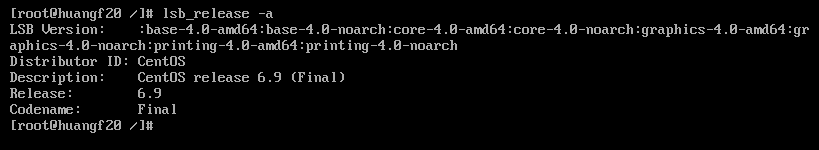 [root@huangf20 /]# lsb_release -a
LSB Version:    :base-4.0-amd64:base-4.0-noarch:core-4.0-amd64:core-4.0-noarch:graphics-4.0-amd64:gr
aphics-4.0-noarch:printing-4.0-amd64:printing-4.0-noarch
Distributor ID: CentOS
Description:    CentOS release 6.9 (Final)
Release:        6.9
Codename:       Final
[root@huangf20 /]#